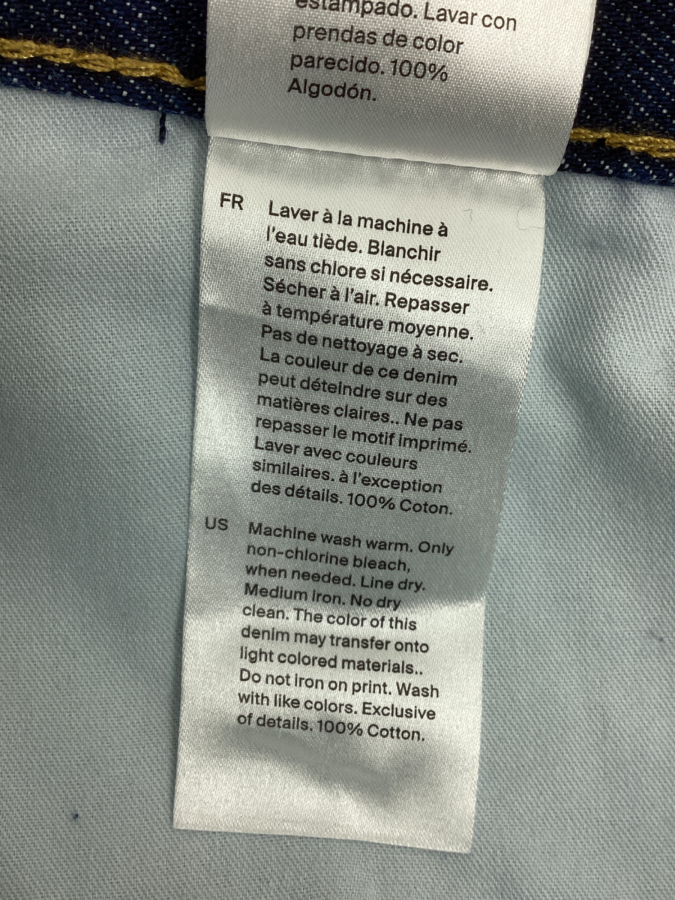 estampado. Lavar con
prendas de color
parecido. 100%
Algodón.
FR Laver à la machine à
l'eau tiède. Blanchir
sans chlore si nécessaire.
Sécher à l'air. Repasser
à température moyenne.
Pas de nettoyage à sec.
La couleur de ce denim
peut déteindre sur des
matières claires.. Ne pas
repasser le motif imprimé.
Laver avec couleurs
similaires. à l'exception
des détails. 100% Coton.
US Machine wash warm. Only
non-chlorine bleach,
when needed. Line dry.
Medium iron. No dry
clean. The color of this
denim may transfer onto
light colored materials..
Do not iron on print. Wash
with like colors. Exclusive
of details. 100% Cotton.